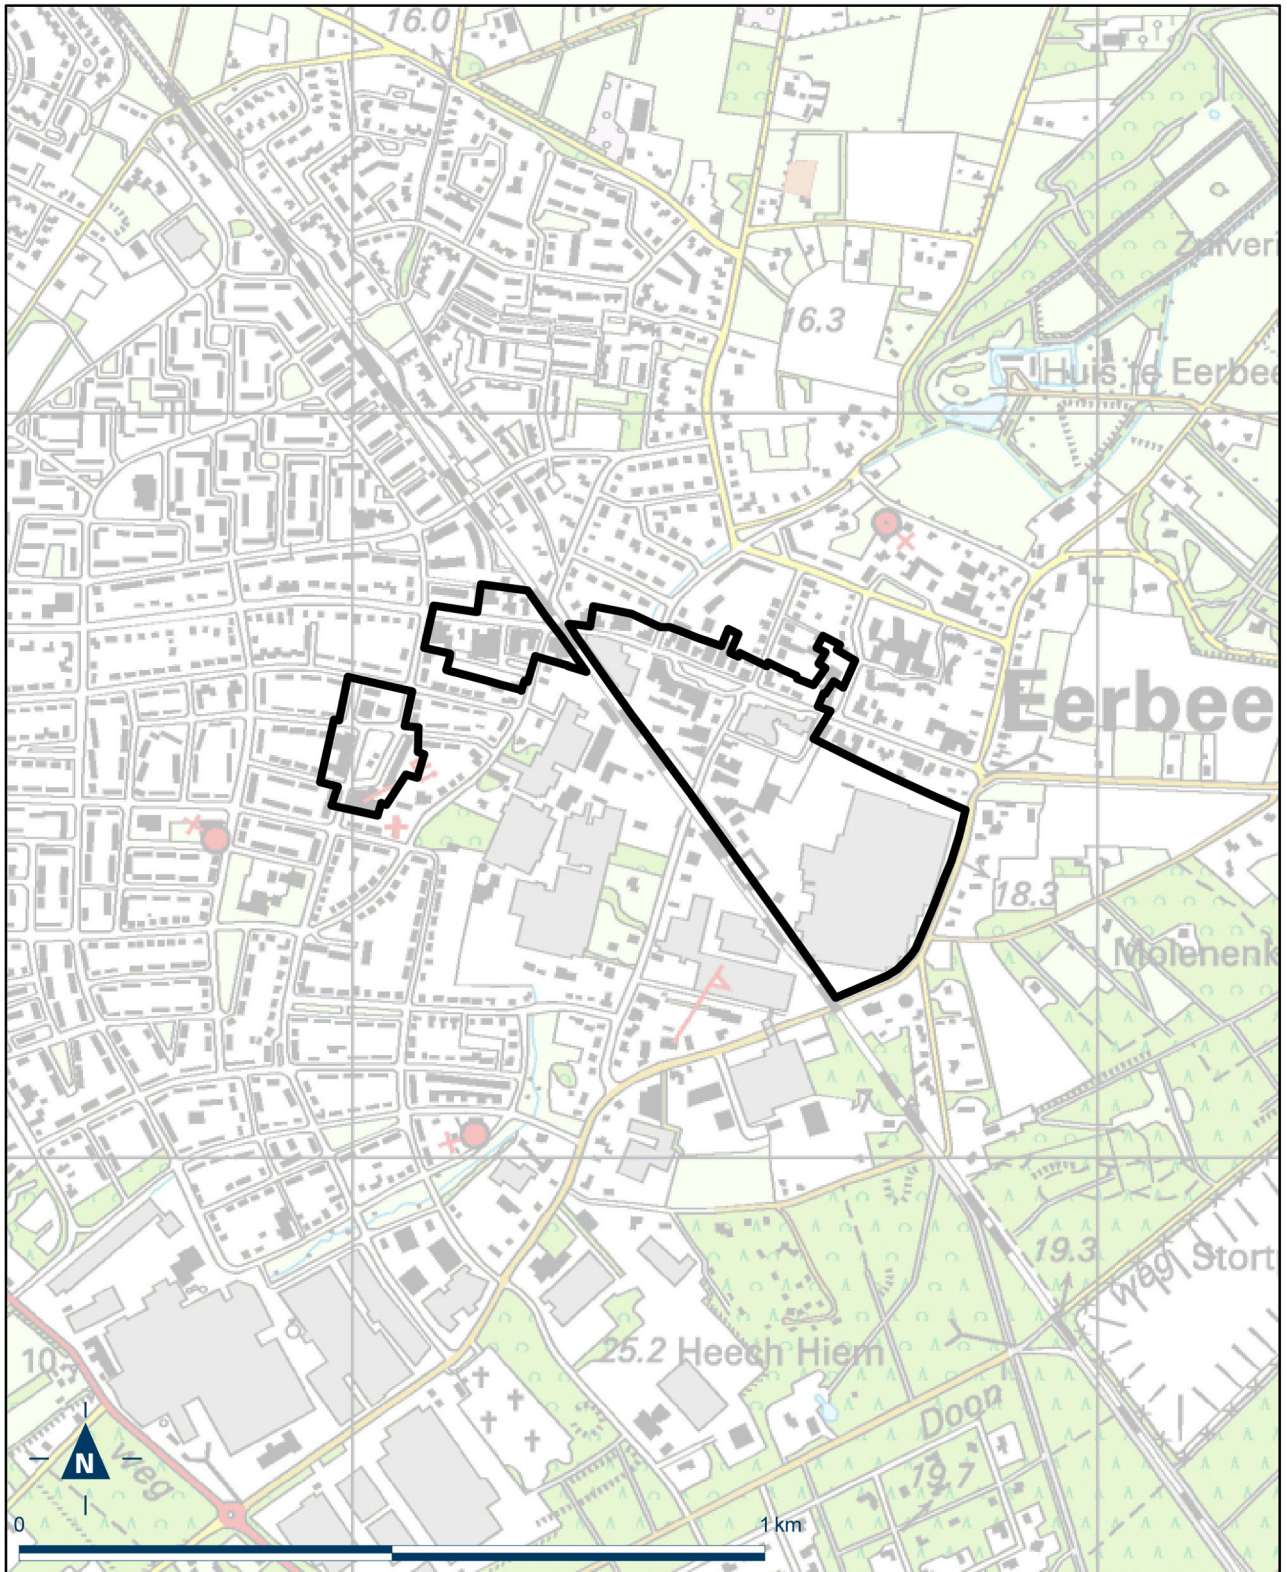 16.0
Zuiver
16.3
Huis te Eerbee
Eerbee
18.3
Molenenk
19.3
weg
Stort
10
25.2 Heech Hiem
Doon
19.7
weg
N
0
1 km